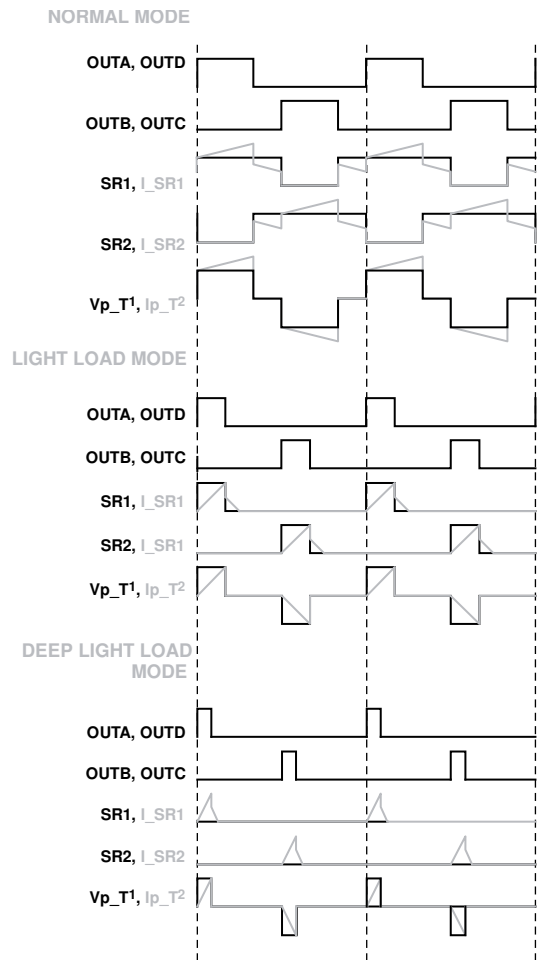 NORMAL MODE
OUTA, OUTD
OUTB, OUTC
SR1, I_SR1
SR2, I_SR2
Vp_T1, Ip_T2
LIGHT LOAD MODE
OUTA, OUTD
OUTB, OUTC
SR1, I_SR1
SR2, I_SR1
Vp_T1, Ip_T2
DEEP LIGHT LOAD
MODE
OUTA, OUTD
OUTB, OUTC
SR1, I_SR1
SR2, I_SR2
Vp_T1, Ip_T2